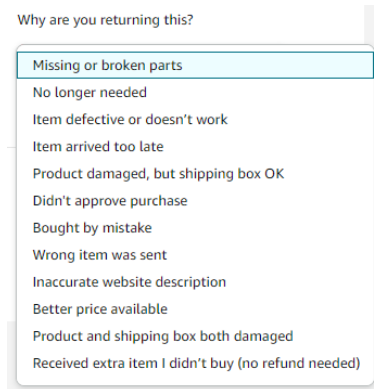 Why are you returning this?
Missing or broken parts
No longer needed
Item defective or doesn't work
Item arrived too late
Product damaged, but shipping box OK
Didn't approve purchase
Bought by mistake
Wrong item was sent
Inaccurate website description
Better price available
Product and shipping box both damaged
Received extra item I didn't buy (no refund needed)